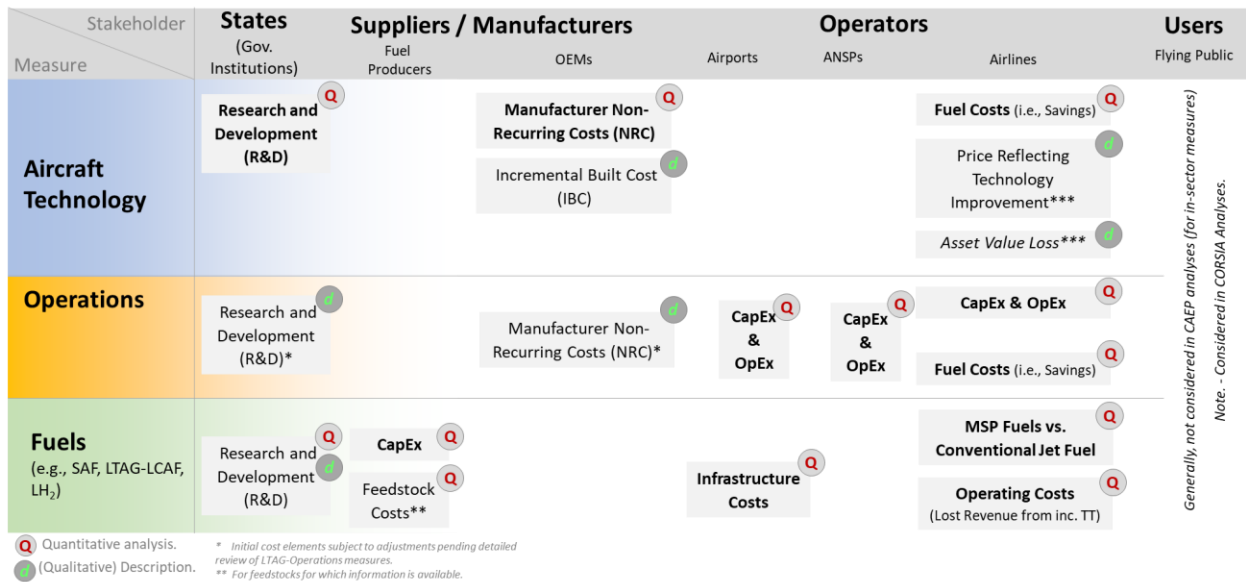 Stakeholder
Measure
States
(Gov.
Institutions)
Suppliers / Manufacturers
Fuel
Producers
OEMs
Operators
Airports
ANSPs
Airlines
Users
Flying Public
Aircraft
Technology
Research and
Development
(R&D)
Q
Manufacturer Non-
Recurring Costs (NRC)
Q
Incremental Built Cost
(IBC)
d
Fuel Costs (i.e., Savings)
Q
Price Reflecting
Technology
Improvement***
d
Asset Value Loss***
d
Operations
Research and
Development
(R&D)*
d
Manufacturer Non-
Recurring Costs (NRC)*
d
CapEx
&
OpEx
Q
CapEx
&
OpEx
Q
CapEx & OpEx
Q
Fuel Costs (i.e., Savings)
Q
Fuels
(e.g., SAF, LTAG-LCAF,
LH₂)
Research and
Development
(R&D)
Q
d
CapEx
Q
Feedstock
Costs**
Q
Infrastructure
Costs
Q
MSP Fuels vs.
Conventional Jet Fuel
Q
Operating Costs
(Lost Revenue from inc. TT)
Q
Generally, not considered in CAEP analyses (for in-sector measures)
Note. - Considered in CORSIA Analyses.
Q Quantitative analysis.
d (Qualitative) Description.
* Initial cost elements subject to adjustments pending detailed
review of LTAG-Operations measures.
** For feedstocks for which information is available.